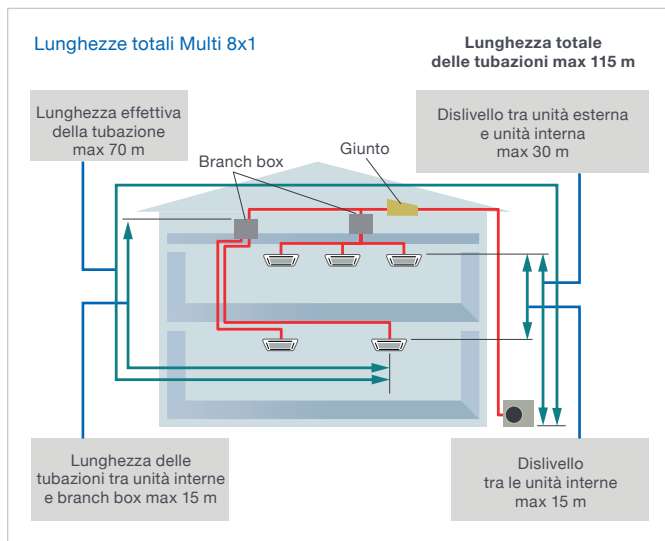 Lunghezze totali Multi 8x1
Lunghezza totale
delle tubazioni max 115 m
Lunghezza effettiva
della tubazione
max 70 m
Dislivello tra unità esterna
e unità interna
max 30 m
Branch box
Giunto
Lunghezza delle
tubazioni tra unità interne
e branch box max 15 m
Dislivello
tra le unità interne
max 15 m